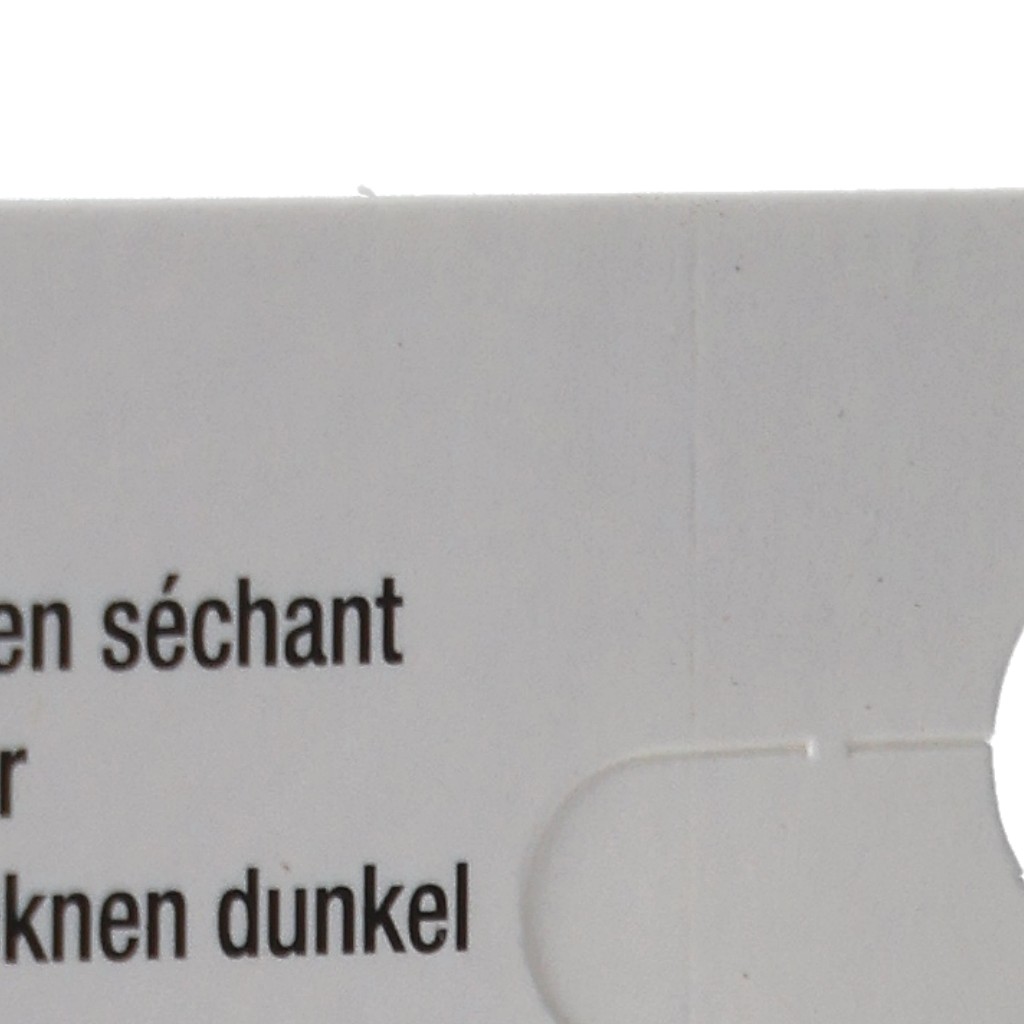 en séchant
r
knen dunkel